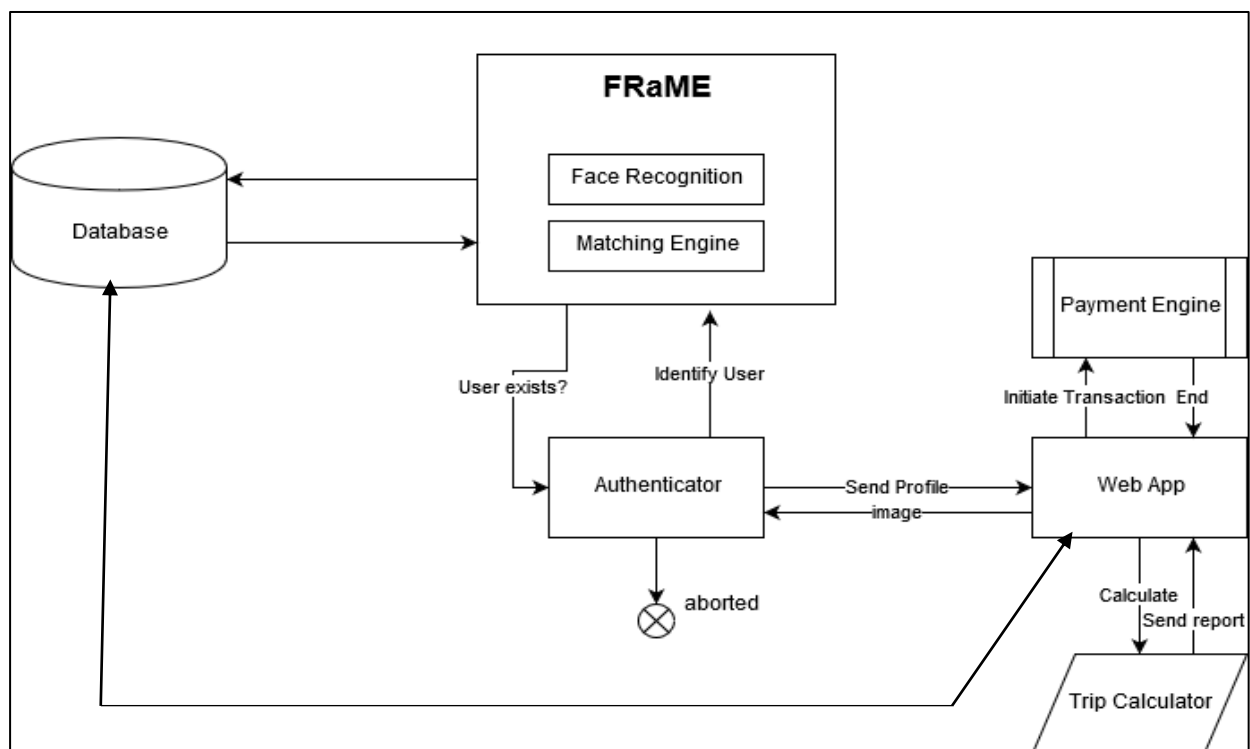 FRaME
Face Recognition
Matching Engine
Database
Payment Engine
User exists?
Identify User
Initiate Transaction
End
Authenticator
Send Profile
image
Web App
aborted
Calculate
Send report
Trip Calculator